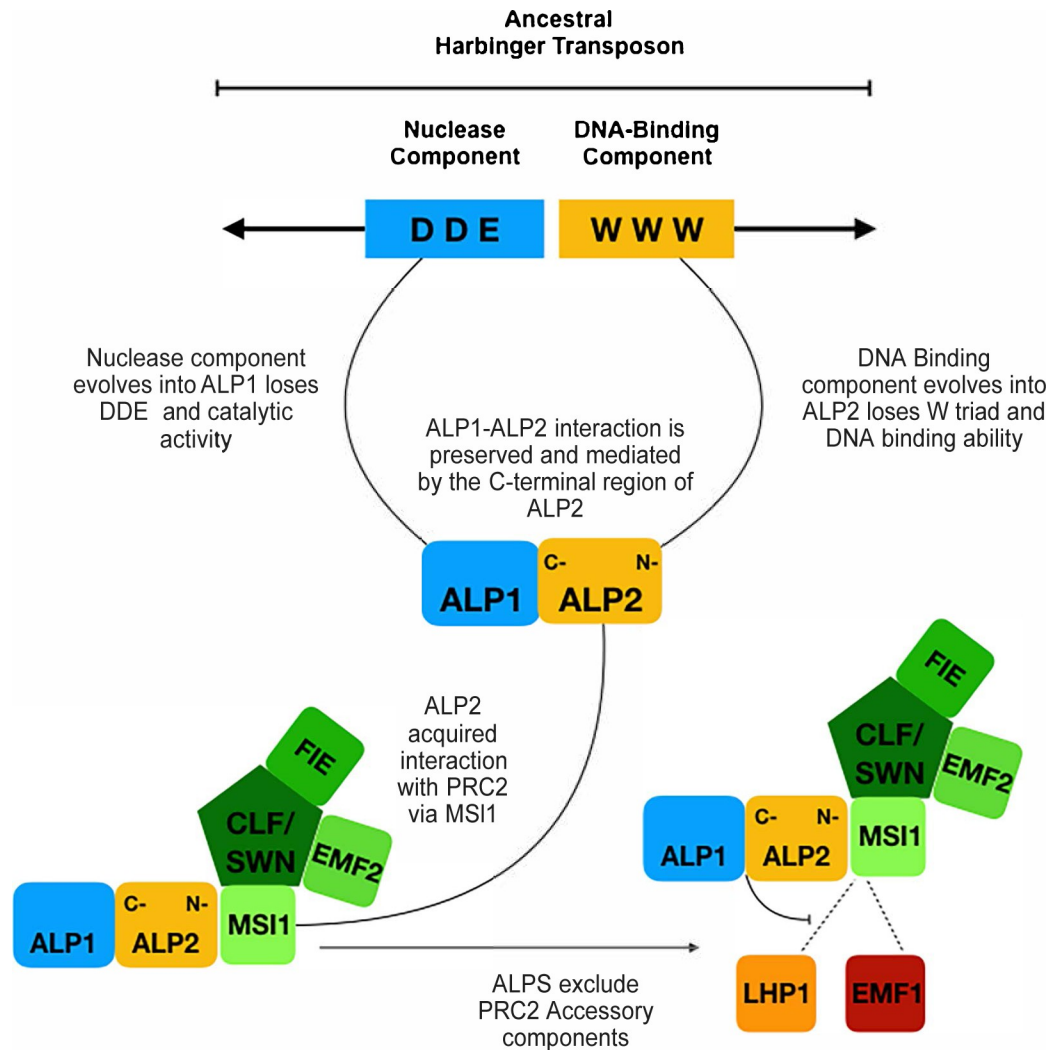 Ancestral
Harbinger Transposon
Nuclease
Component
DNA-Binding
Component
D D E
W W W
Nuclease component
evolves into ALP1 loses
DDE and catalytic
activity
DNA Binding
component evolves into
ALP2 loses W triad and
DNA binding ability
ALP1-ALP2 interaction is
preserved and mediated
by the C-terminal region of
ALP2
ALP1
C- N-
ALP2
ALP2
acquired
interaction
with PRC2
via MSI1
FIE
CLF/
SWN
EMF2
ALP1
C- N-
ALP2
MSI1
FIE
CLF/
SWN
EMF2
ALP1
C- N-
ALP2
MSI1
LHP1
EMF1
ALPS exclude
PRC2 Accessory
components